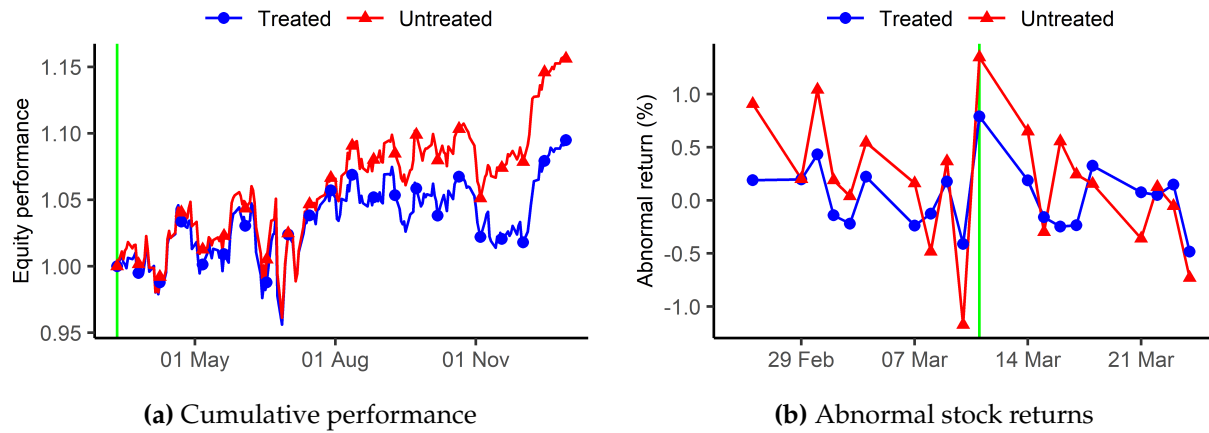 Treated Untreated
Equity performance
1.15
1.10
1.05
1.00
0.95
01 May 01 Aug 01 Nov
(a) Cumulative performance
Treated Untreated
Abnormal return (%)
1.0
0.5
0.0
-0.5
-1.0
29 Feb 07 Mar 14 Mar 21 Mar
(b) Abnormal stock returns